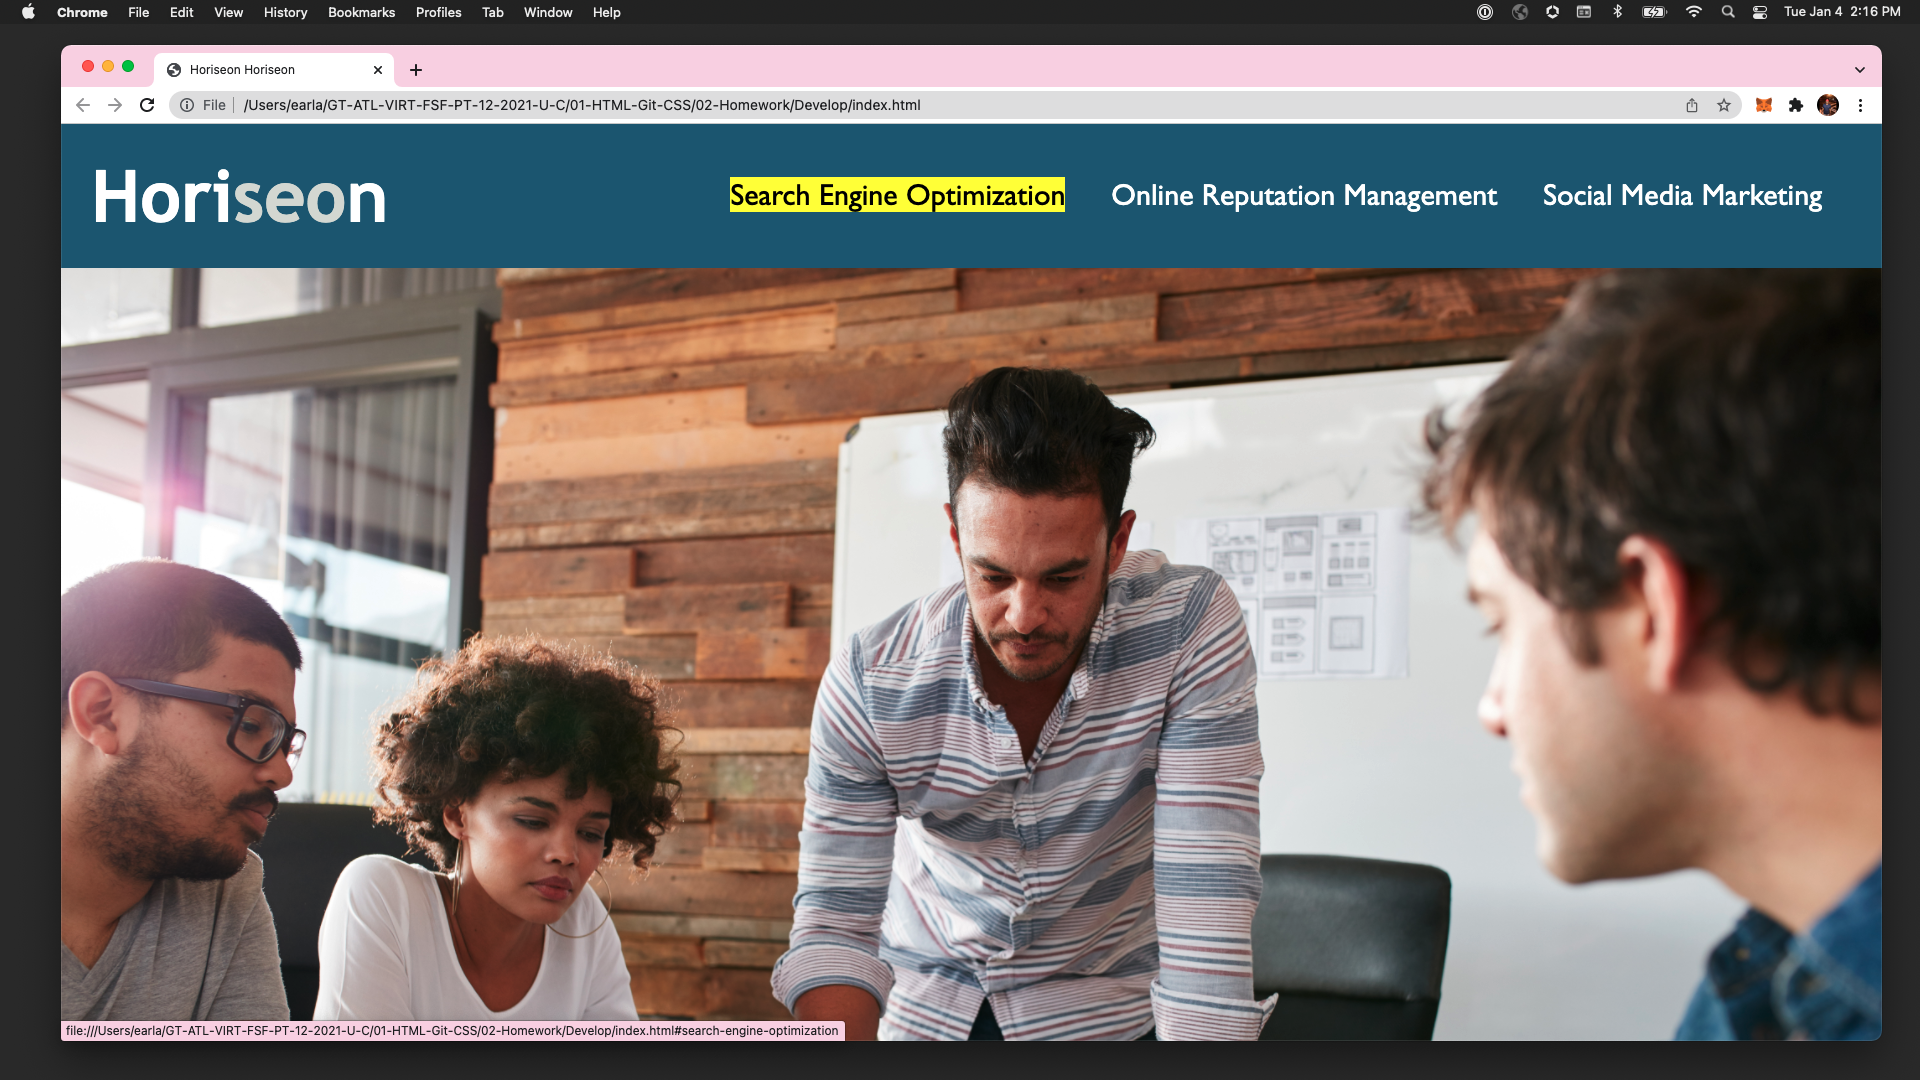 Chrome File Edit View History Bookmarks Profiles Tab Window Help Tue Jan 4 2:16 PM
Horiseon Horiseon
File /Users/earla/GT-ATL-VIRT-FSF-PT-12-2021-U-C/01-HTML-Git-CSS/02-Homework/Develop/index.html
Horiseon Search Engine Optimization Online Reputation Management Social Media Marketing
file:///Users/earla/GT-ATL-VIRT-FSF-PT-12-2021-U-C/01-HTML-Git-CSS/02-Homework/Develop/index.html#search-engine-optimization